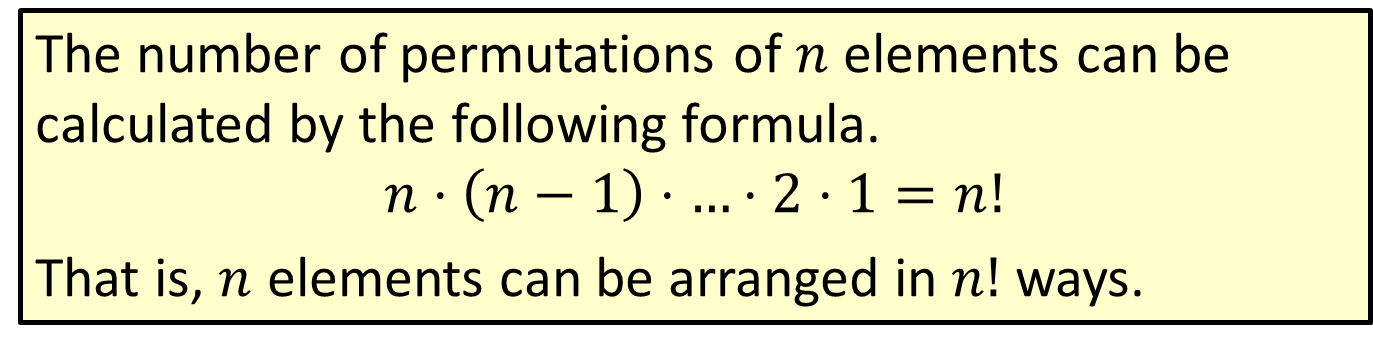 The number of permutations of n elements can be
calculated by the following formula.
n · (n − 1) · … · 2 · 1 = n!
That is, n elements can be arranged in n! ways.